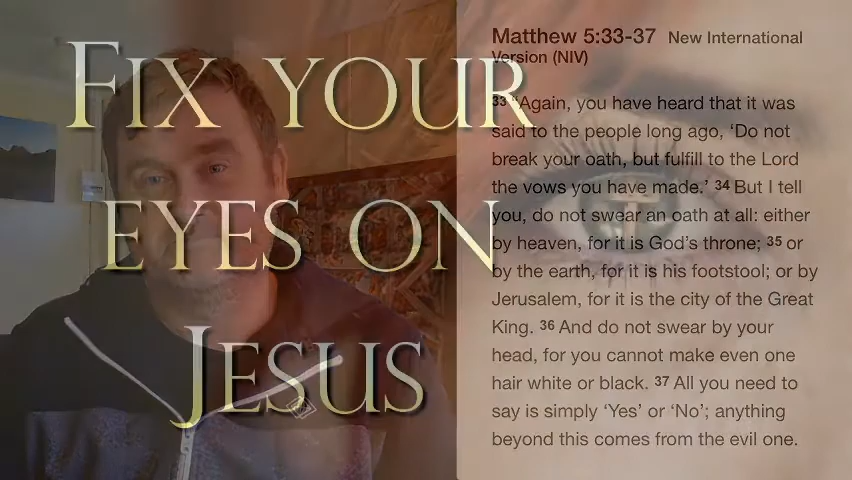 FIX YOUR
EYES ON
JESUS
Matthew 5:33-37 New International
Version (NIV)
33 "Again, you have heard that it was
said to the people long ago, ‘Do not
break your oath, but fulfill to the Lord
the vows you have made.’ 34 But I tell
you, do not swear an oath at all: either
by heaven, for it is God’s throne; 35 or
by the earth, for it is his footstool; or by
Jerusalem, for it is the city of the Great
King. 36 And do not swear by your
head, for you cannot make even one
hair white or black. 37 All you need to
say is simply ‘Yes’ or ‘No’; anything
beyond this comes from the evil one.